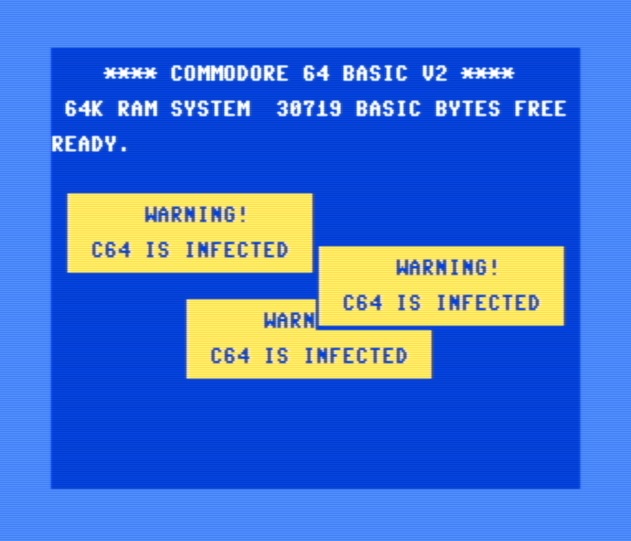 **** COMMODORE 64 BASIC V2 ****
64K RAM SYSTEM  30719 BASIC BYTES FREE
READY.
WARNING!
C64 IS INFECTED
WARNING!
C64 IS INFECTED
WARN
C64 IS INFECTED